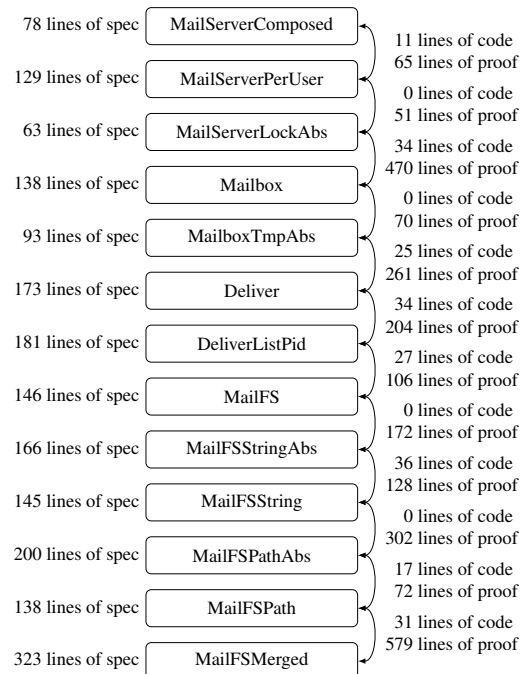 78 lines of spec MailServerComposed
11 lines of code
65 lines of proof
129 lines of spec MailServerPerUser
0 lines of code
51 lines of proof
63 lines of spec MailServerLockAbs
34 lines of code
470 lines of proof
138 lines of spec Mailbox
0 lines of code
70 lines of proof
93 lines of spec MailboxTmpAbs
25 lines of code
261 lines of proof
173 lines of spec Deliver
34 lines of code
204 lines of proof
181 lines of spec DeliverListPid
27 lines of code
106 lines of proof
146 lines of spec MailFS
0 lines of code
172 lines of proof
166 lines of spec MailFSStringAbs
36 lines of code
128 lines of proof
145 lines of spec MailFSString
0 lines of code
302 lines of proof
200 lines of spec MailFSPathAbs
17 lines of code
72 lines of proof
138 lines of spec MailFSPath
31 lines of code
579 lines of proof
323 lines of spec MailFSMerged